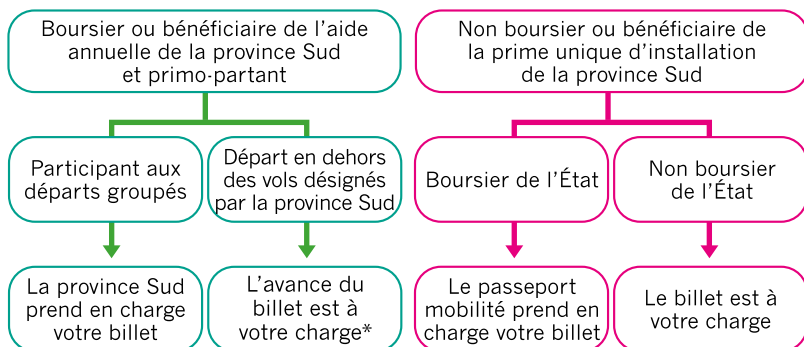 Boursier ou bénéficiaire de l’aide
annuelle de la province Sud
et primo-partant
Non boursier ou bénéficiaire de
la prime unique d’installation
de la province Sud
Participant aux
départs groupés
Départ en dehors
des vols désignés
par la province Sud
Boursier de l’État
Non boursier
de l’État
La province Sud
prend en charge
votre billet
L’avance du
billet est à
votre charge*
Le passeport
mobilité prend en
charge votre billet
Le billet est à
votre charge